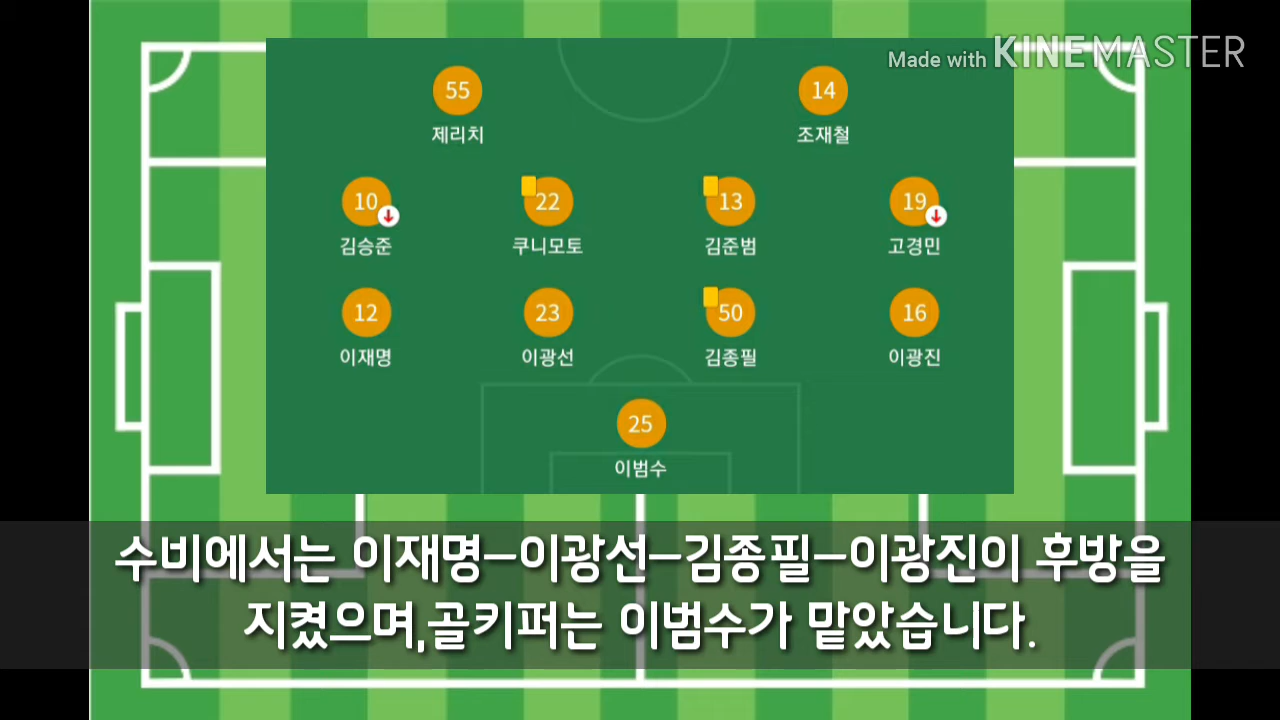 Made with KINEMASTER
55 14
제리치 조재철
10 22 13 19
김승준 쿠니모토 김준범 고경민
12 23 50 16
이재명 이광선 김종필 이광진
25
이범수
수비에서는 이재명-이광선-김종필-이광진이 후방을
지켰으며,골키퍼는 이범수가 맡았습니다.